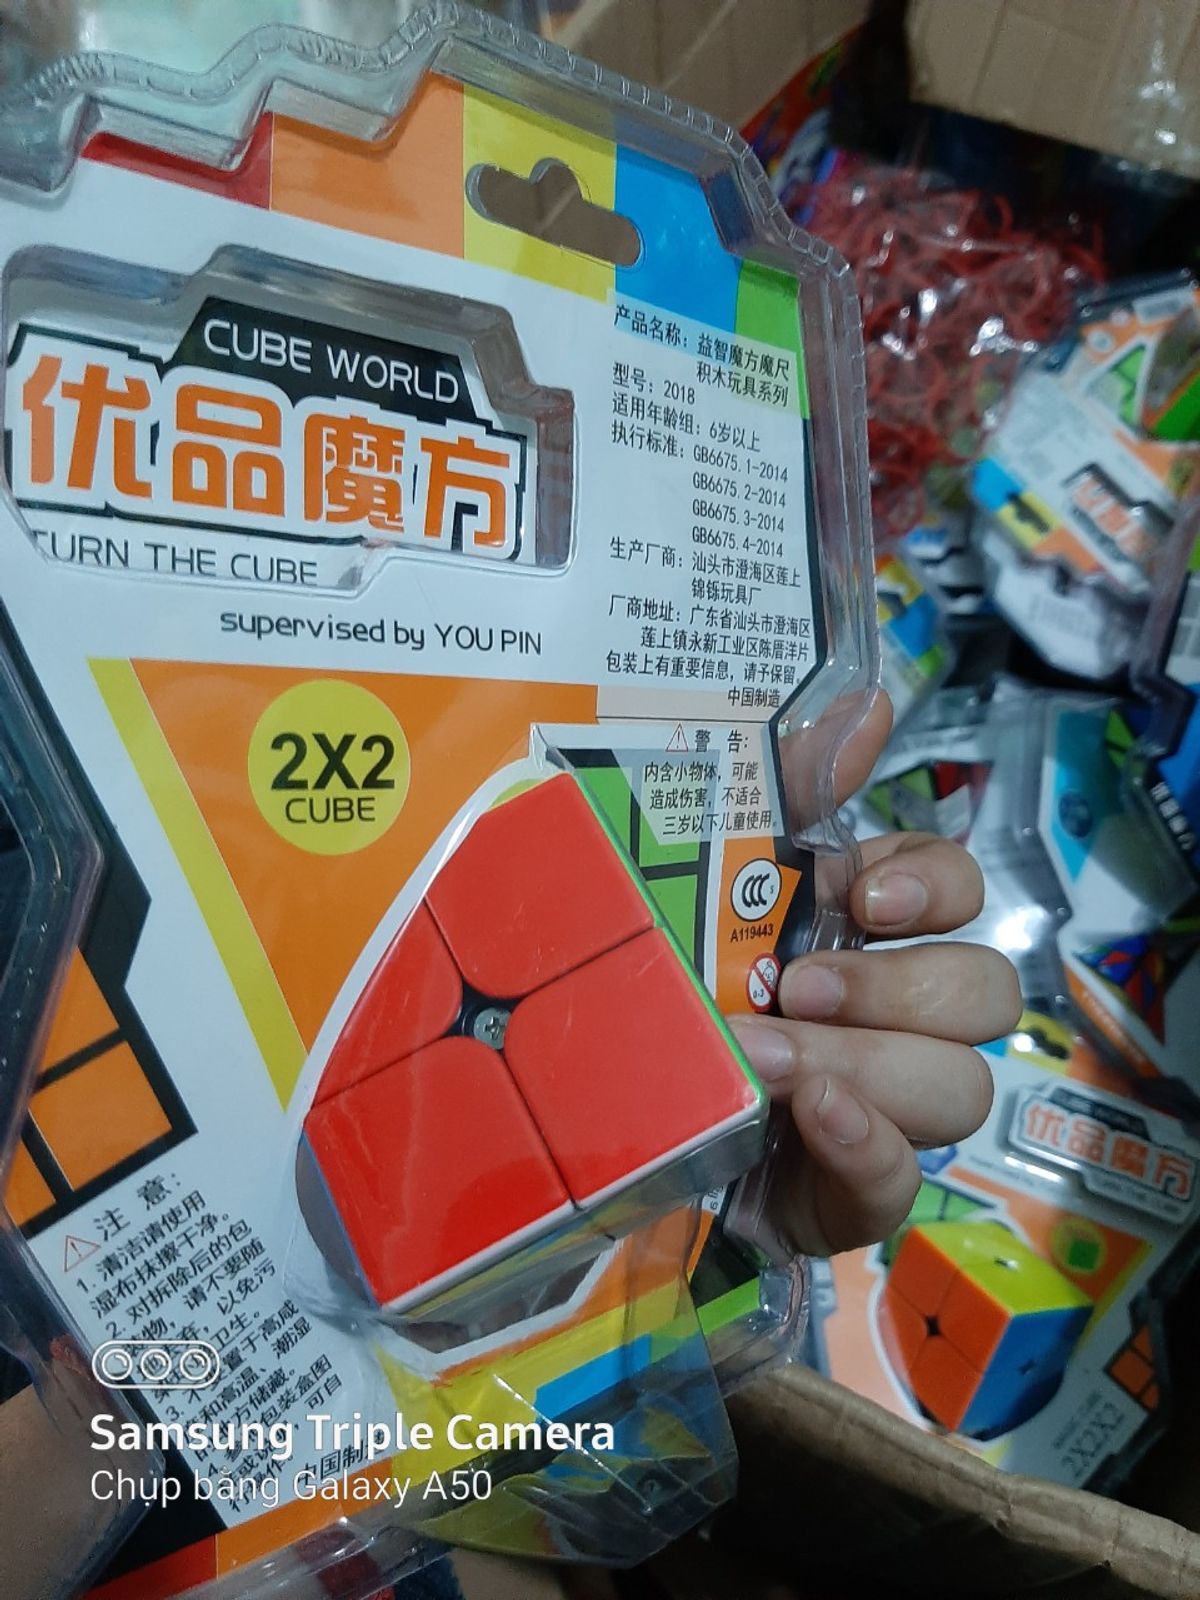 CUBE WORLD
优品魔方
TURN THE CUBE
supervised by YOU PIN
产品名称：益智魔方魔尺
积木玩具系列
型号：2018
适用年龄组：6岁以上
执行标准：GB6675.1-2014
GB6675.2-2014
GB6675.3-2014
GB6675.4-2014
生产厂商：汕头市澄海区莲上
锦铄玩具厂
厂商地址：广东省汕头市澄海区
莲上镇永新工业区陈厝洋片
包装上有重要信息，请予保留。
中国制造
2X2
CUBE
警 告：
内含小物体，可能
造成伤害，不适合
三岁以下儿童使用。
CCC S
A119443
0-3
注 意：
1. 清洁请使用
湿布抹擦干净。
2. 对拆除后的包
请不要随
以免污
卫生。
置于高
潮湿
和高温
方储藏。
包装盒图
可自
中国制造
优品魔方
2X2X2
Samsung Triple Camera
Chụp bằng Galaxy A50